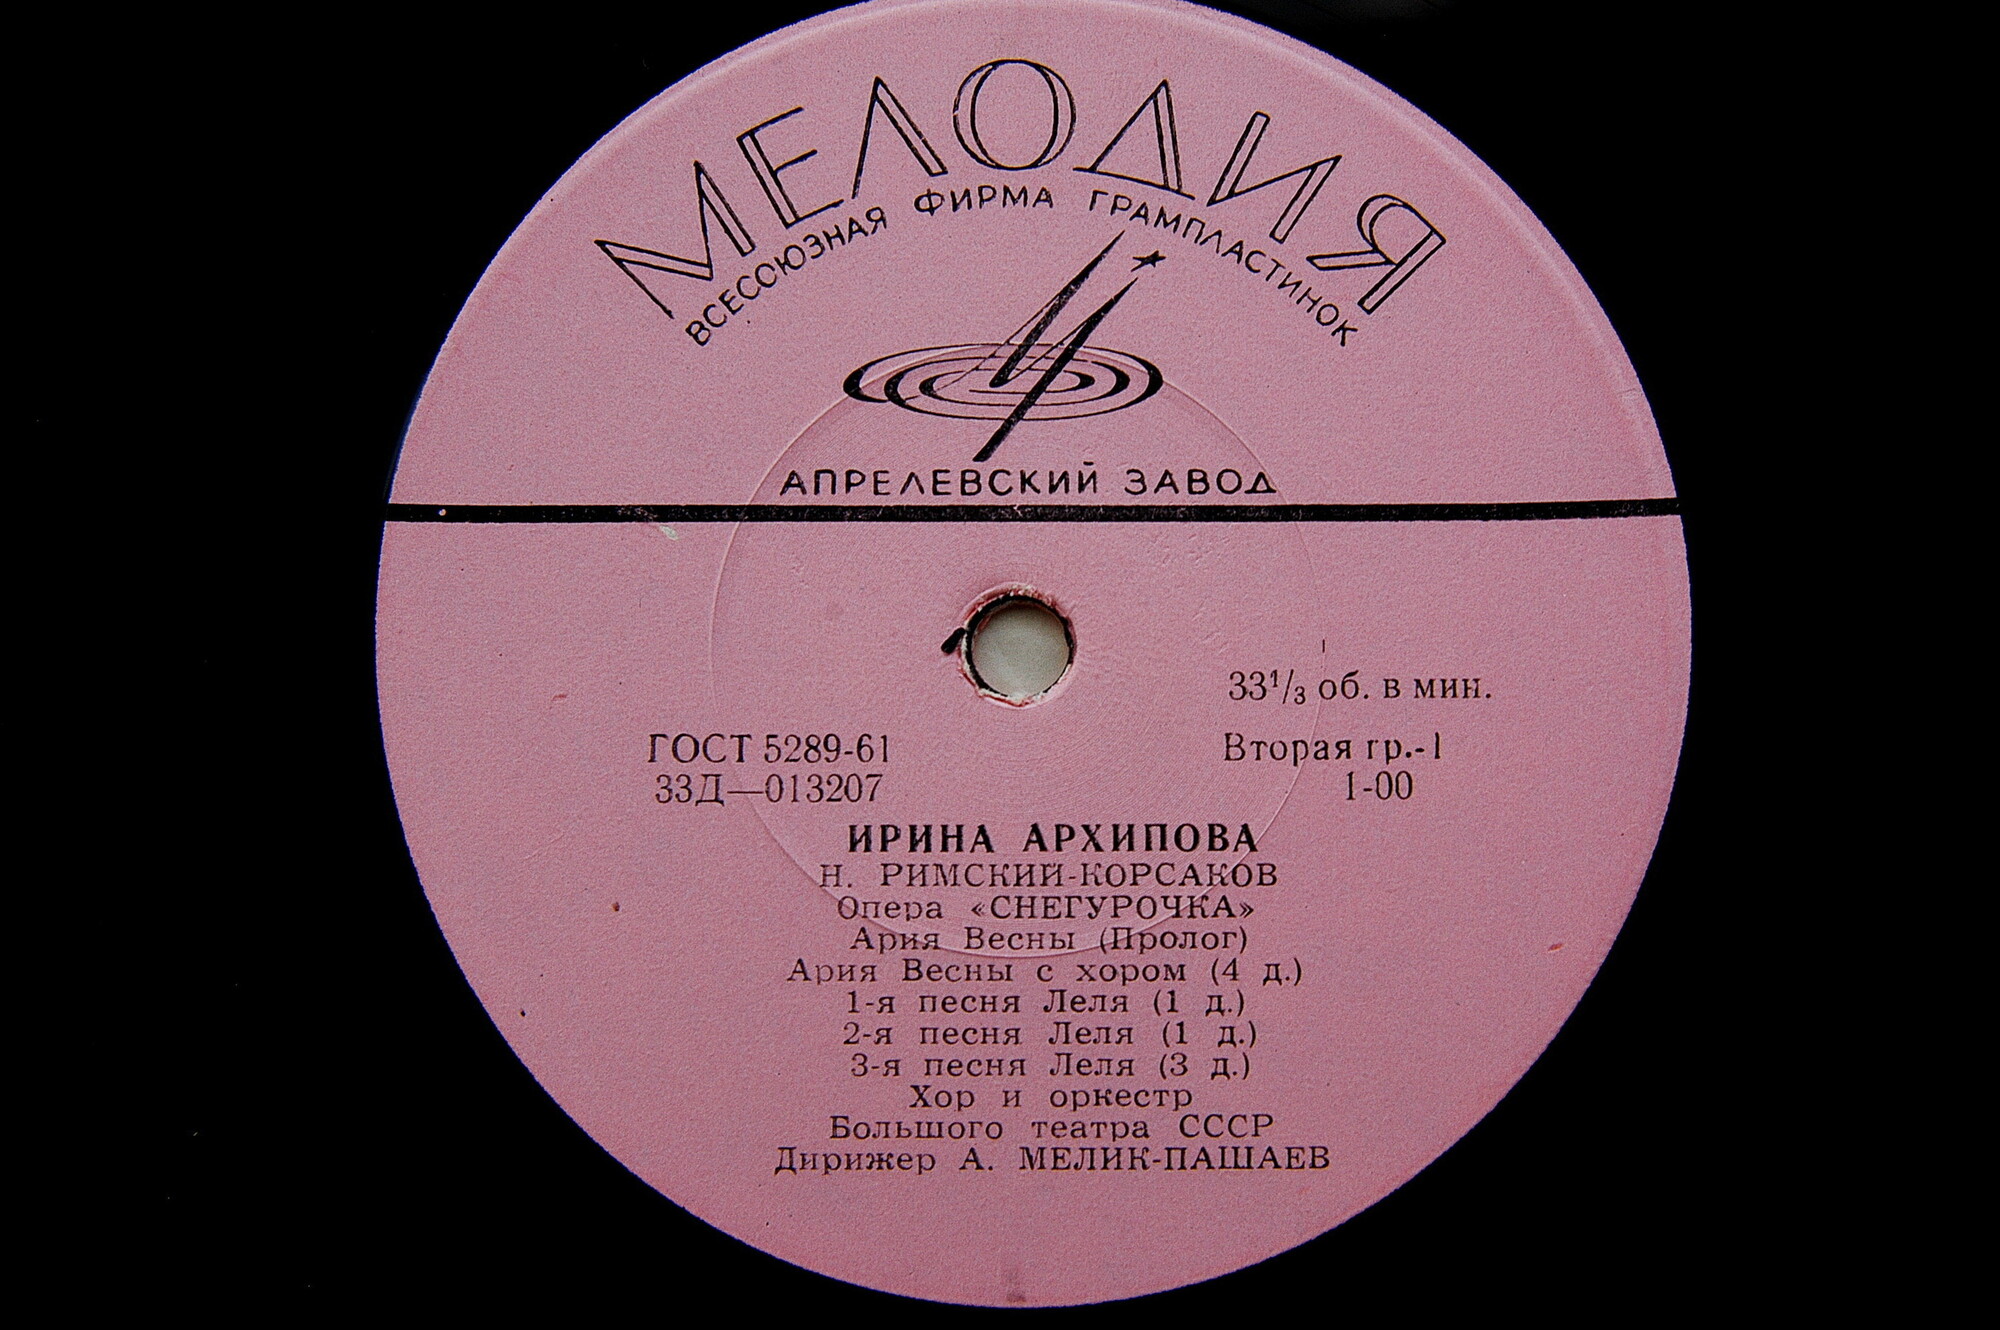 МЕЛОДИЯ
ВСЕСОЮЗНАЯ ФИРМА ГРАМПЛАСТИНОК
АПРЕЛЕВСКИЙ ЗАВОД
33¹/₃ об. в мин.
ГОСТ 5289-61 Вторая гр.-1
33Д—013207 1-00
ИРИНА АРХИПОВА
Н. РИМСКИЙ-КОРСАКОВ
Опера «СНЕГУРОЧКА»
Ария Весны (Пролог)
Ария Весны с хором (4 д.)
1-я песня Леля (1 д.)
2-я песня Леля (1 д.)
3-я песня Леля (3 д.)
Хор и оркестр
Большого театра СССР
Дирижер А. МЕЛИК-ПАШАЕВ